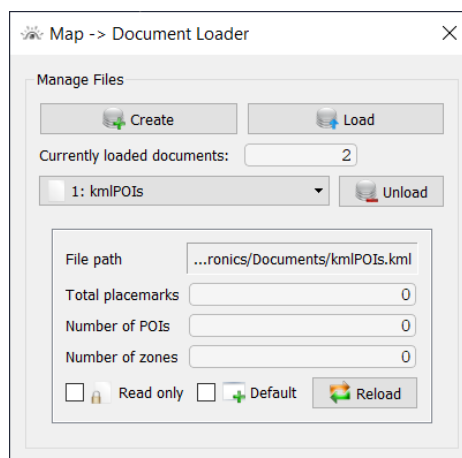 Map -> Document Loader
Manage Files
Create Load
Currently loaded documents: 2
1: kmlPOIs Unload
File path ...ronics/Documents/kmlPOIs.kml
Total placemarks 0
Number of POIs 0
Number of zones 0
Read only Default Reload